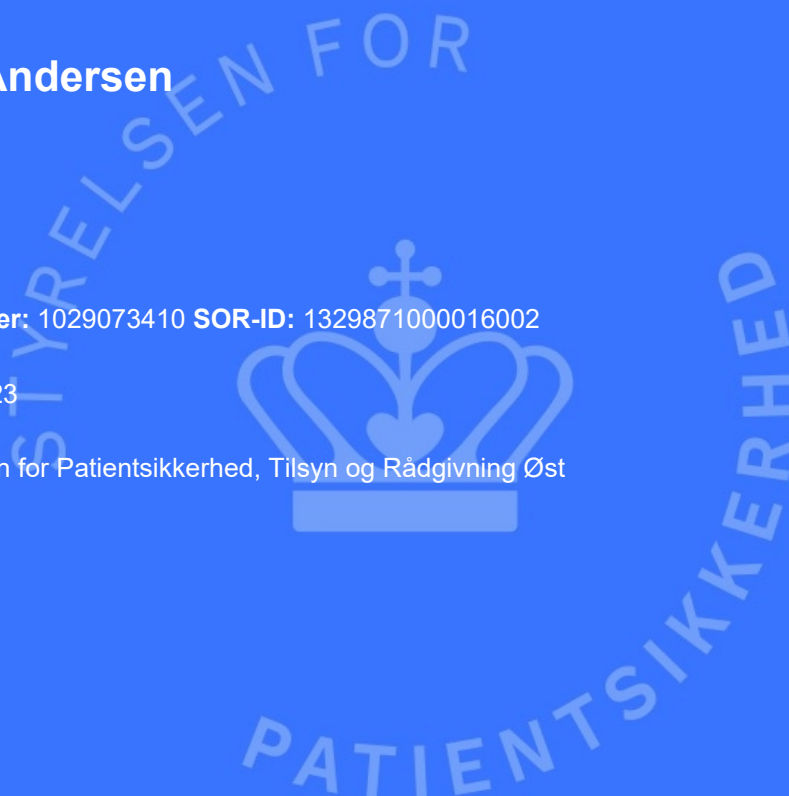 Andersen
er: 1029073410 SOR-ID: 1329871000016002
23
n for Patientsikkerhed, Tilsyn og Rådgivning Øst
STYRELSEN FOR
PATIENTSIKKERHED